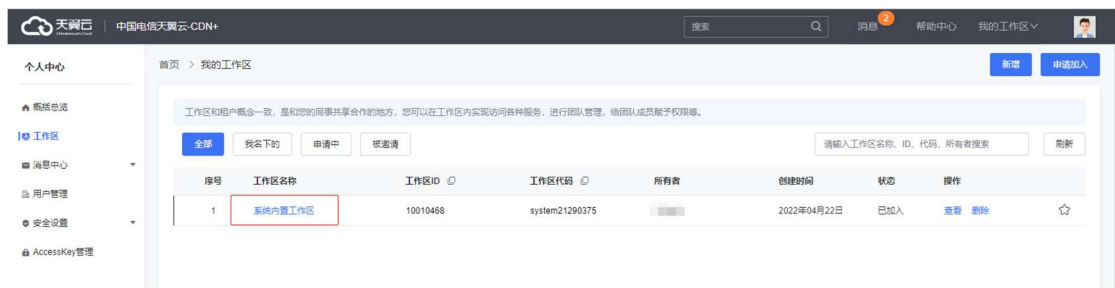 天翼云 中国电信天翼云-CDN+ 搜索 消息 2 帮助中心 我的工作区
个人中心
首页 > 我的工作区
新增 申请加入
概括总览
工作区
消息中心
用户管理
安全设置
AccessKey管理
工作区和租户概念一致，是和您的同事共享合作的地方，您可以在工作区内实现访问各种服务，进行团队管理，给团队成员赋予权限等。
全部 我名下的 申请中 被邀请 请输入工作区名称、ID、代码、所有者搜索 刷新
序号 工作区名称 工作区ID 工作区代码 所有者 创建时间 状态 操作
1 系统内置工作区 10010468 system21290375 2022年04月22日 已加入 查看 删除